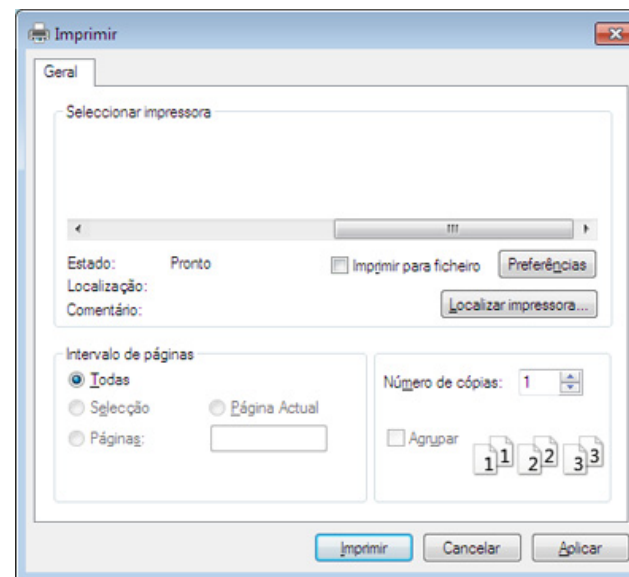 Imprimir
Geral
Seleccionar impressora
Estado: Pronto
Imprimir para ficheiro
Preferências
Localização:
Comentário:
Localizar impressora...
Intervalo de páginas
Todas
Selecção
Página Actual
Páginas:
Número de cópias: 1
Agrupar
1 1 2 2 3 3
Imprimir Cancelar Aplicar